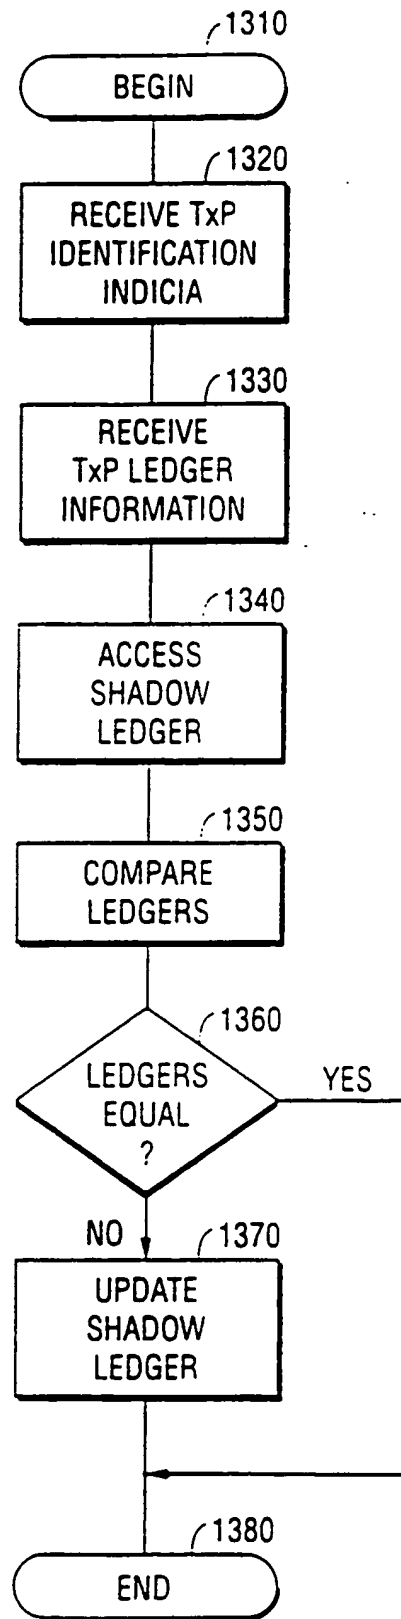 1310
BEGIN
1320
RECEIVE TxP
IDENTIFICATION
INDICIA
1330
RECEIVE
TxP LEDGER
INFORMATION
1340
ACCESS
SHADOW
LEDGER
1350
COMPARE
LEDGERS
1360
LEDGERS
EQUAL
?
YES
NO
1370
UPDATE
SHADOW
LEDGER
1380
END